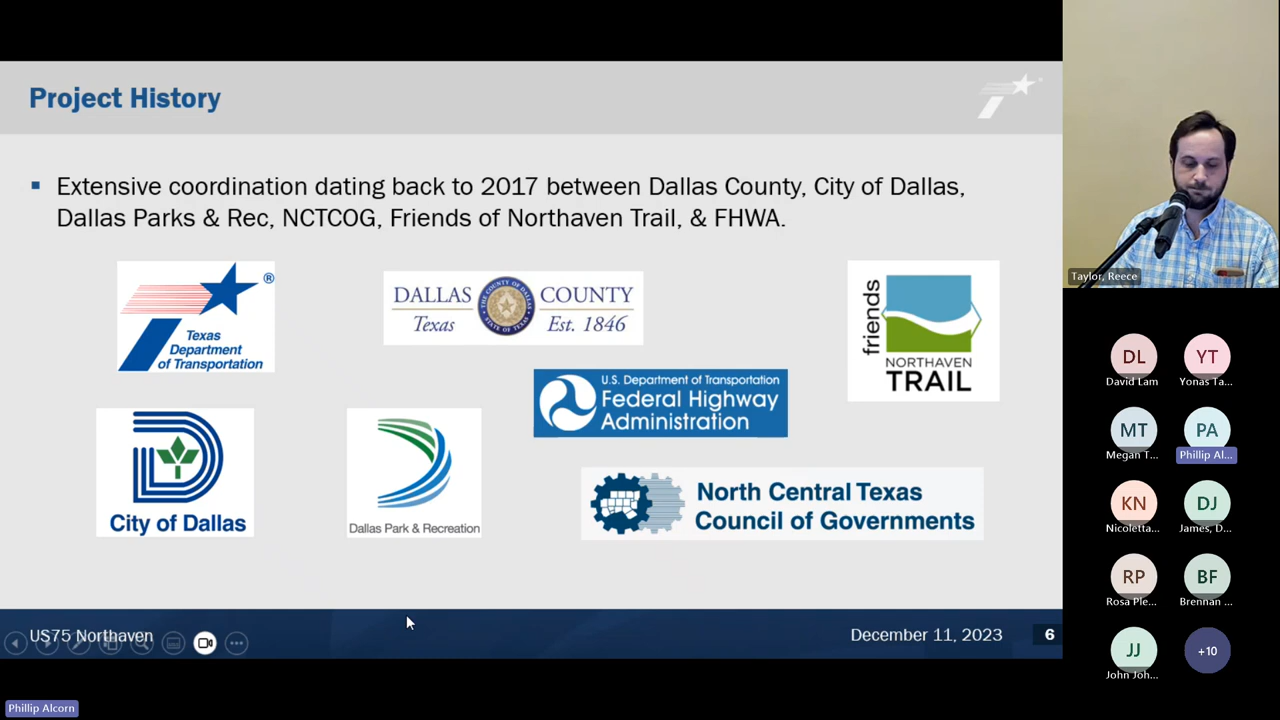 Project History
Extensive coordination dating back to 2017 between Dallas County, City of Dallas,
Dallas Parks & Rec, NCTCOG, Friends of Northaven Trail, & FHWA.
®
Texas
Department
of Transportation
DALLAS COUNTY
Texas Est. 1846
friends
NORTHAVEN
TRAIL
U.S. Department of Transportation
Federal Highway
Administration
City of Dallas
Dallas Park & Recreation
North Central Texas
Council of Governments
US75 Northaven
December 11, 2023
6
Taylor, Reece
DL
David Lam
YT
Yonas Ta...
MT
Megan T...
PA
Phillip Al...
KN
Nicoletta...
DJ
James, D...
RP
Rosa Ple...
BF
Brennan ...
JJ
John Joh...
+10
Phillip Alcorn